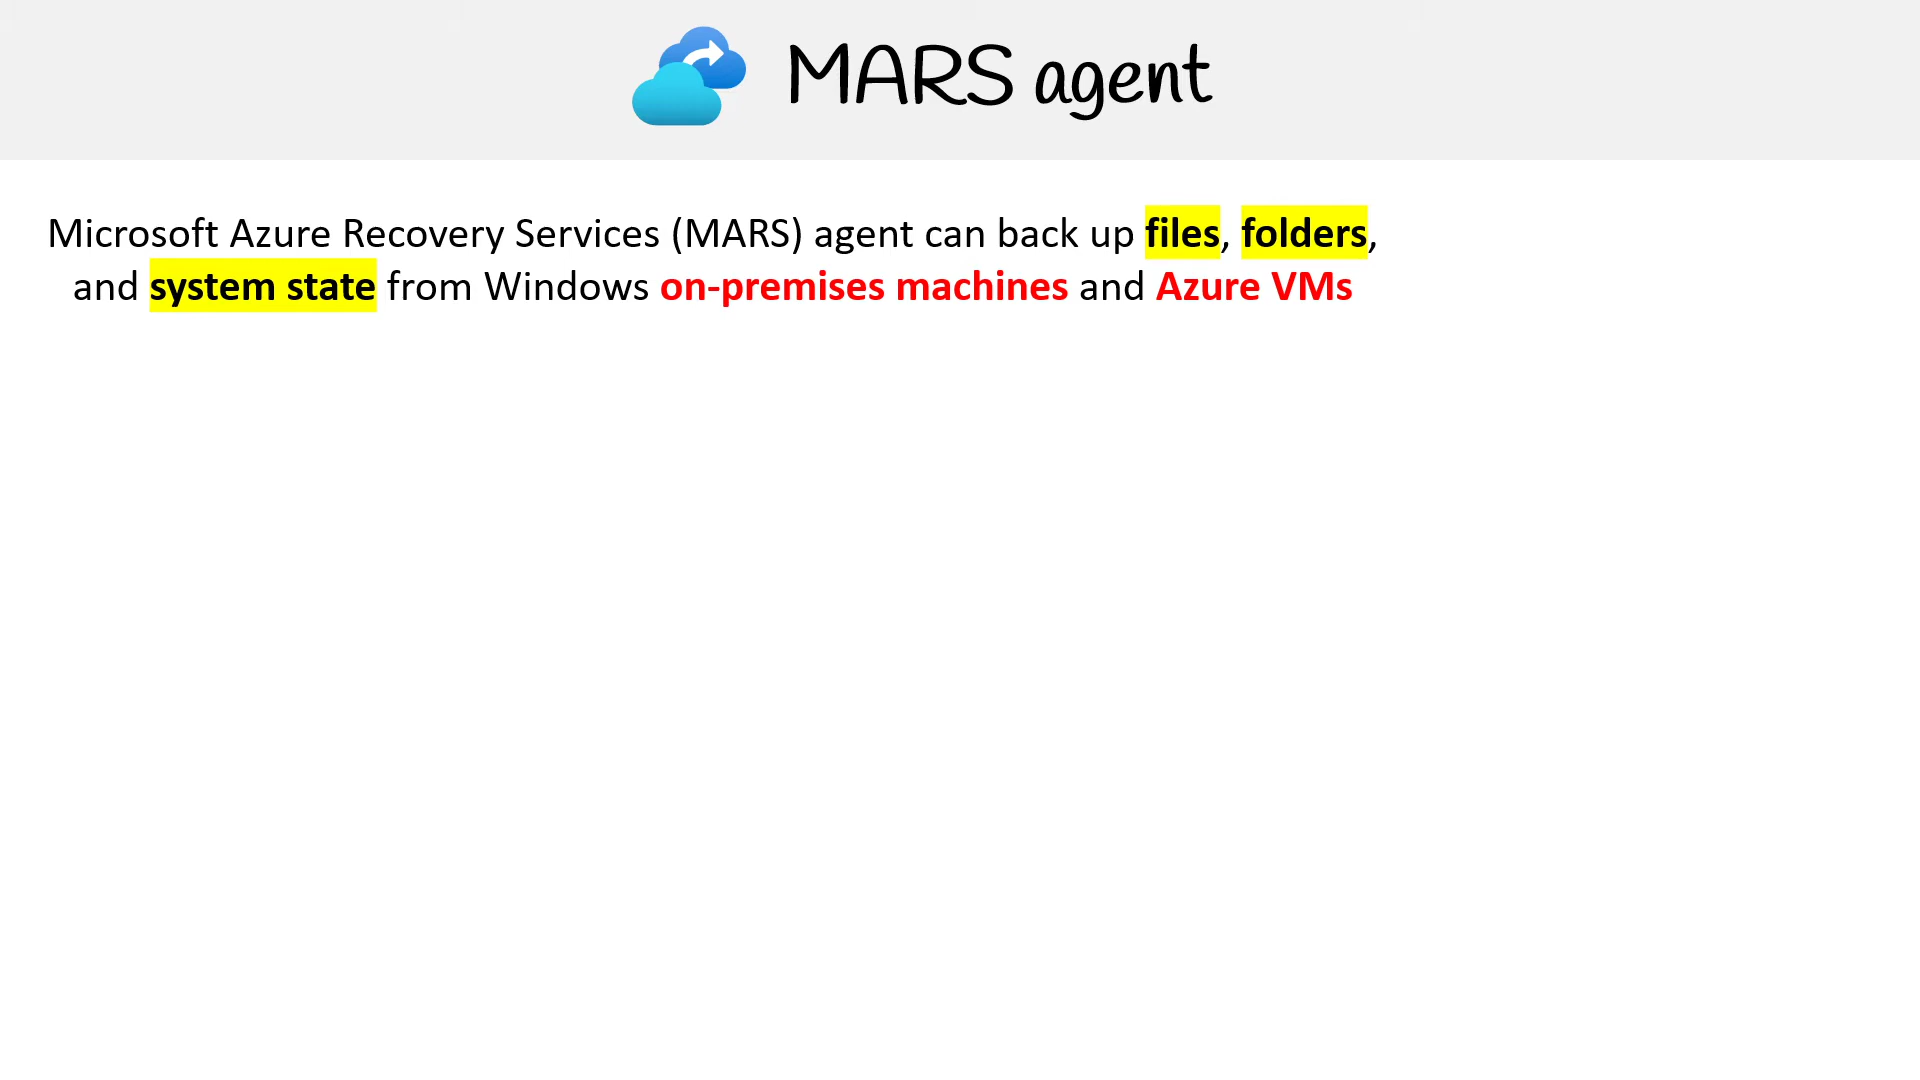 MARS agent
Microsoft Azure Recovery Services (MARS) agent can back up files, folders,
and system state from Windows on-premises machines and Azure VMs